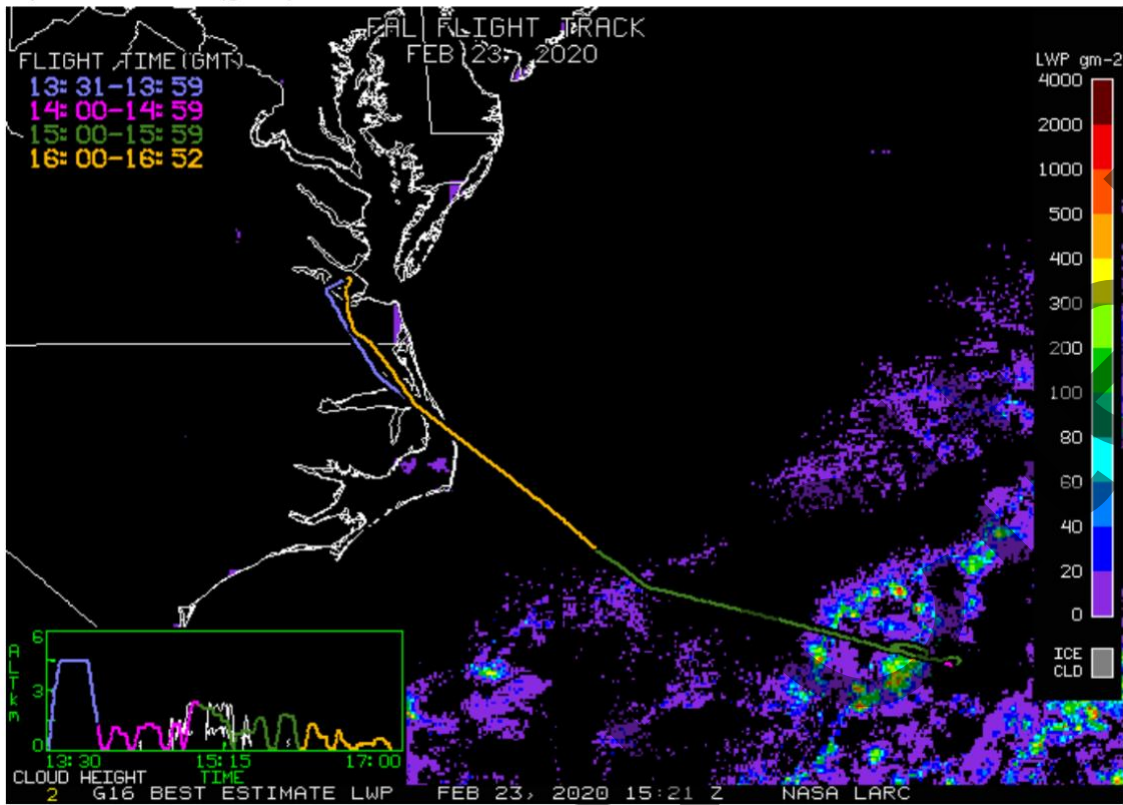 FAL FLIGHT TRACK
FEB 23, 2020
FLIGHT TIME(GMT)
13:31-13:59
14:00-14:59
15:00-15:59
16:00-16:52
LWP gm-2
4000
2000
1000
500
400
300
200
100
80
60
40
20
0
ICE
CLD
6
3
0
ALT km
13:30 15:15 17:00
CLOUD HEIGHT TIME
2 G16 BEST ESTIMATE LWP FEB 23, 2020 15:21 Z NASA LARC